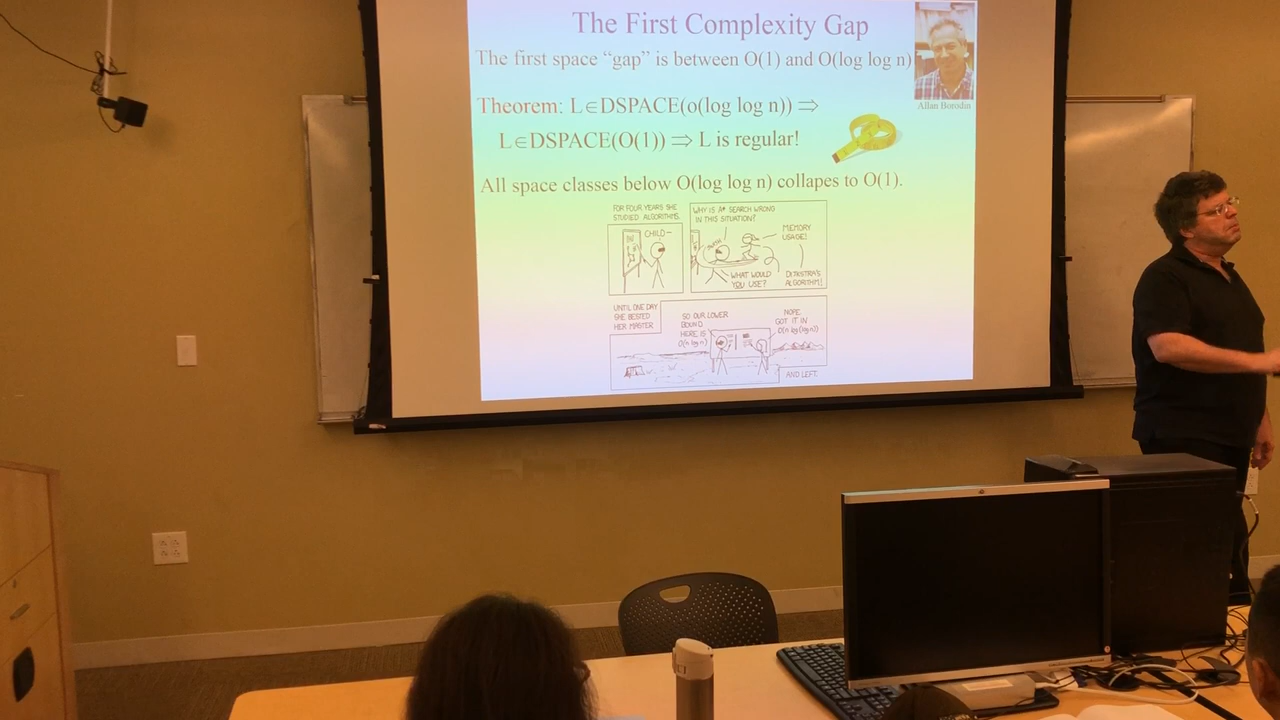 The First Complexity Gap
The first space “gap” is between O(1) and O(log log n)
Allan Borodin
Theorem: L∈DSPACE(o(log log n)) ⇒
L∈DSPACE(O(1)) ⇒ L is regular!
All space classes below O(log log n) collapes to O(1).
FOR FOUR YEARS SHE
STUDIED ALGORITHMS.
CHILD—
WHY IS A* SEARCH WRONG
IN THIS SITUATION?
MEMORY
USAGE!
WHAT WOULD
YOU USE?
DIJKSTRA'S
ALGORITHM!
UNTIL ONE DAY
SHE BESTED
HER MASTER
SO OUR LOWER
BOUND
HERE IS
O(n log n)
NOPE.
GOT IT IN
O(n log(log n))
AND LEFT.